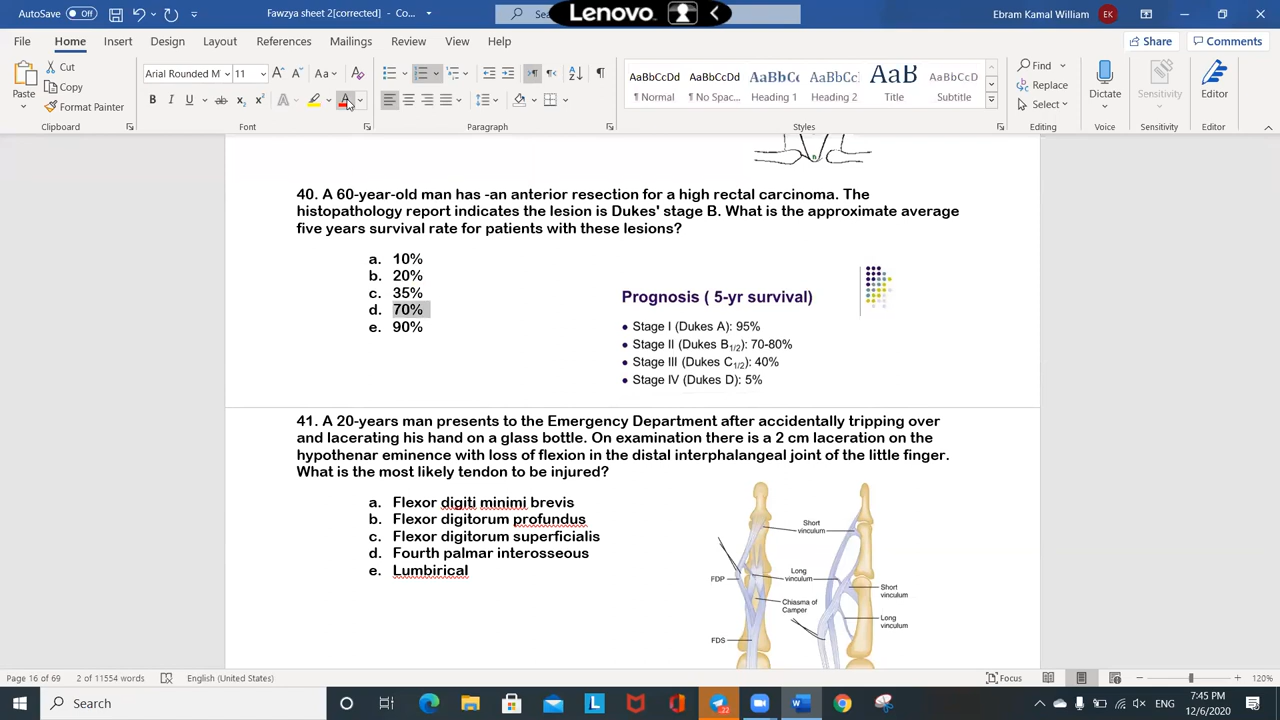 AutoSave Off
Fawzya sheet [Compatibility Mode]
Lenovo
Ebram Kamal William
EK
File Home Insert Design Layout References Mailings Review View Help
Share
Comments
Paste
Cut
Copy
Format Painter
Arial Rounded M 11
¶ Normal
¶ No Spac...
Heading 1
Heading 2
Title
Subtitle
AaBbCcDd AaBbCcDd AaBbCc AaBbCcC AaB AaBbCcD
Find
Replace
Select
Dictate
Sensitivity
Editor
Clipboard
Font
Paragraph
Styles
Editing
Voice
Sensitivity
Editor
40. A 60-year-old man has -an anterior resection for a high rectal carcinoma. The
histopathology report indicates the lesion is Dukes' stage B. What is the approximate average
five years survival rate for patients with these lesions?
a. 10%
b. 20%
c. 35%
d. 70%
e. 90%
Prognosis ( 5-yr survival)
• Stage I (Dukes A): 95%
• Stage II (Dukes B1/2): 70-80%
• Stage III (Dukes C1/2): 40%
• Stage IV (Dukes D): 5%
41. A 20-years man presents to the Emergency Department after accidentally tripping over
and lacerating his hand on a glass bottle. On examination there is a 2 cm laceration on the
hypothenar eminence with loss of flexion in the distal interphalangeal joint of the little finger.
What is the most likely tendon to be injured?
a. Flexor digiti minimi brevis
b. Flexor digitorum profundus
c. Flexor digitorum superficialis
d. Fourth palmar interosseous
e. Lumbirical
Short
vinculum
Long
vinculum
FDP
Chiasma of
Camper
FDS
Short
vinculum
Long
vinculum
Page 16 of 69
2 of 11554 words
English (United States)
Focus
120%
Search
7:45 PM
12/6/2020